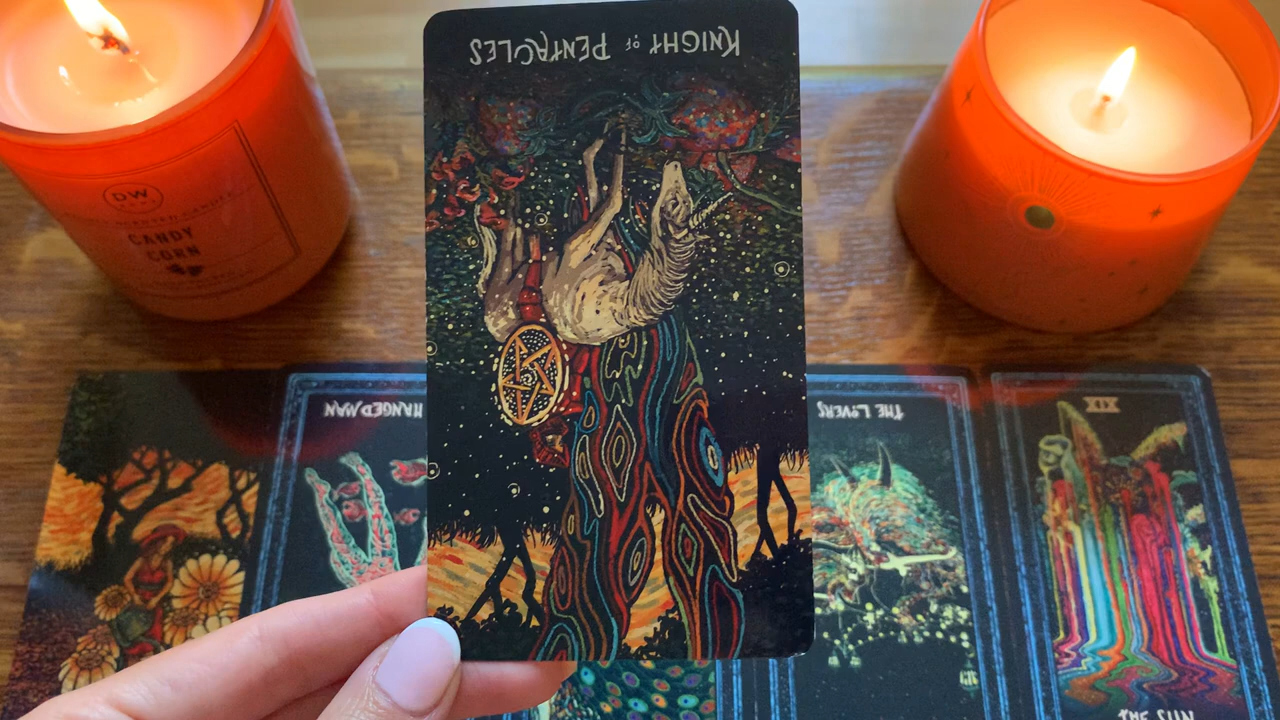 KNIGHT OF PENTACLES
DW
CANDY
CORN
HANGED MAN
THE LOVERS
XIX
THE SUN